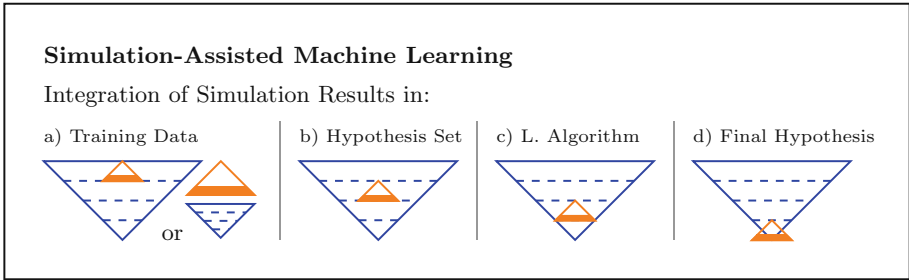 Simulation-Assisted Machine Learning
Integration of Simulation Results in:
a) Training Data
or
b) Hypothesis Set
c) L. Algorithm
d) Final Hypothesis